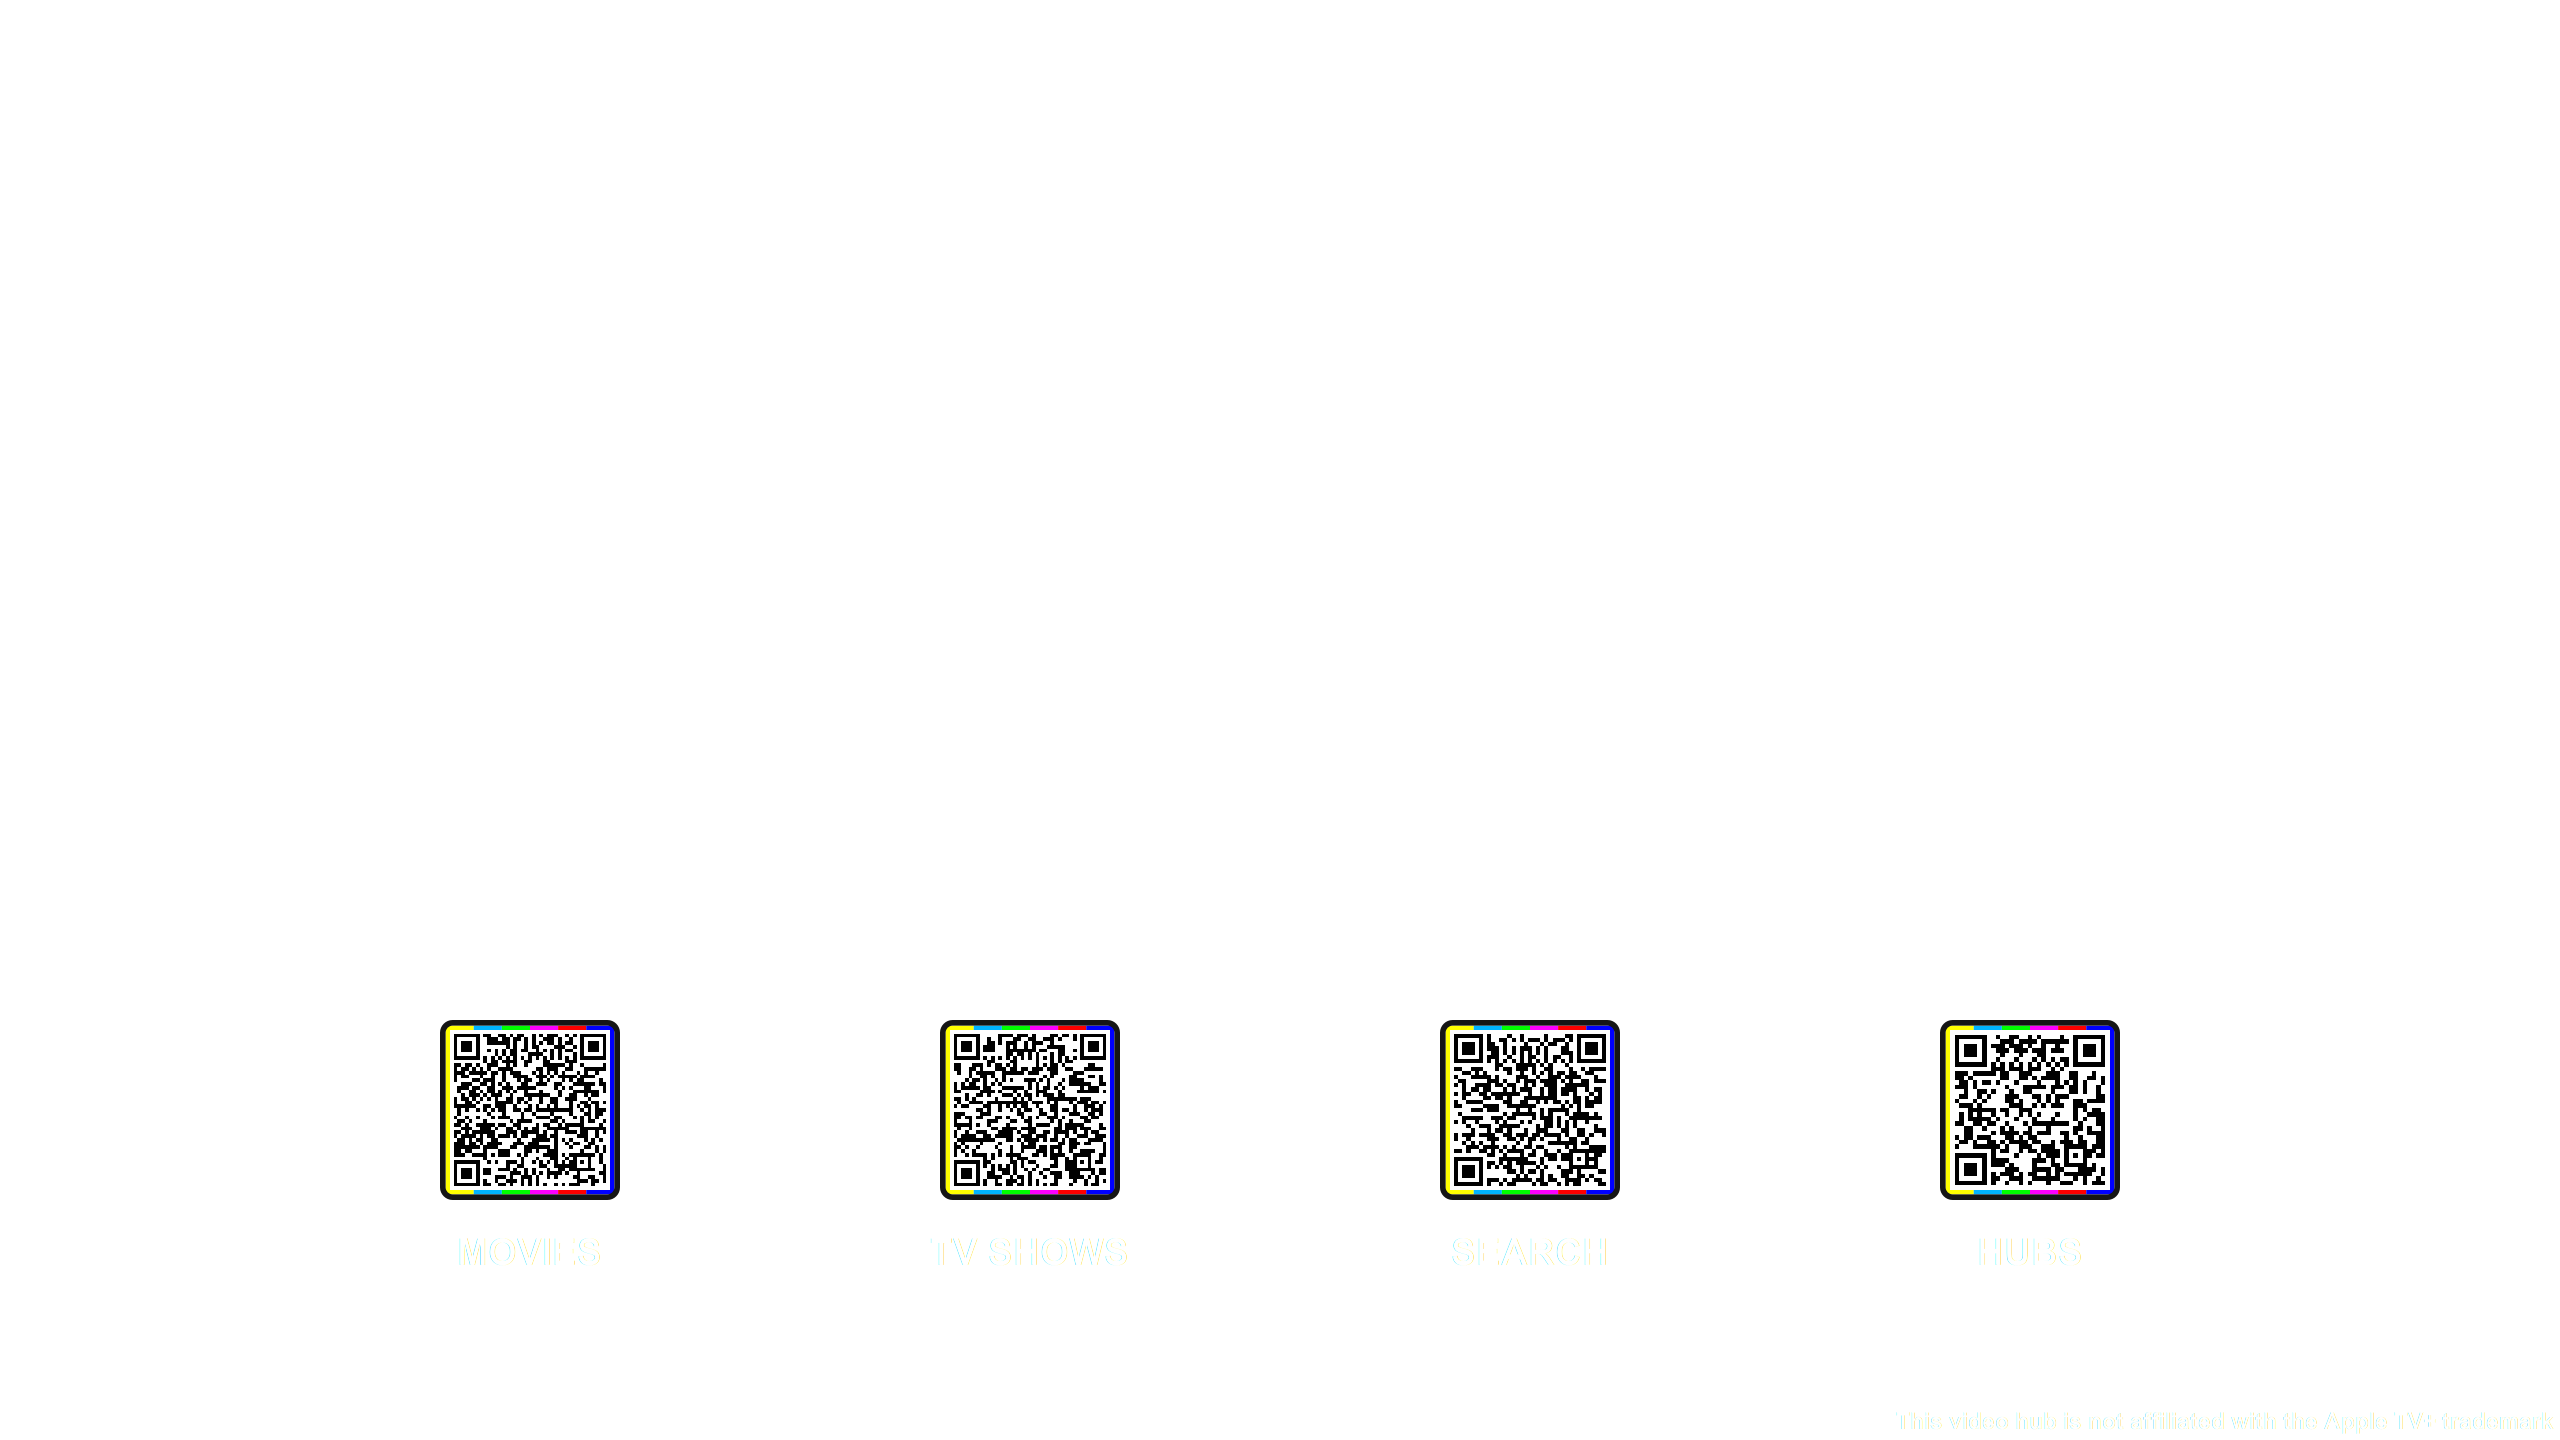 MOVIES
TV SHOWS
SEARCH
HUBS
This video hub is not affiliated with the Apple TV+ trademark